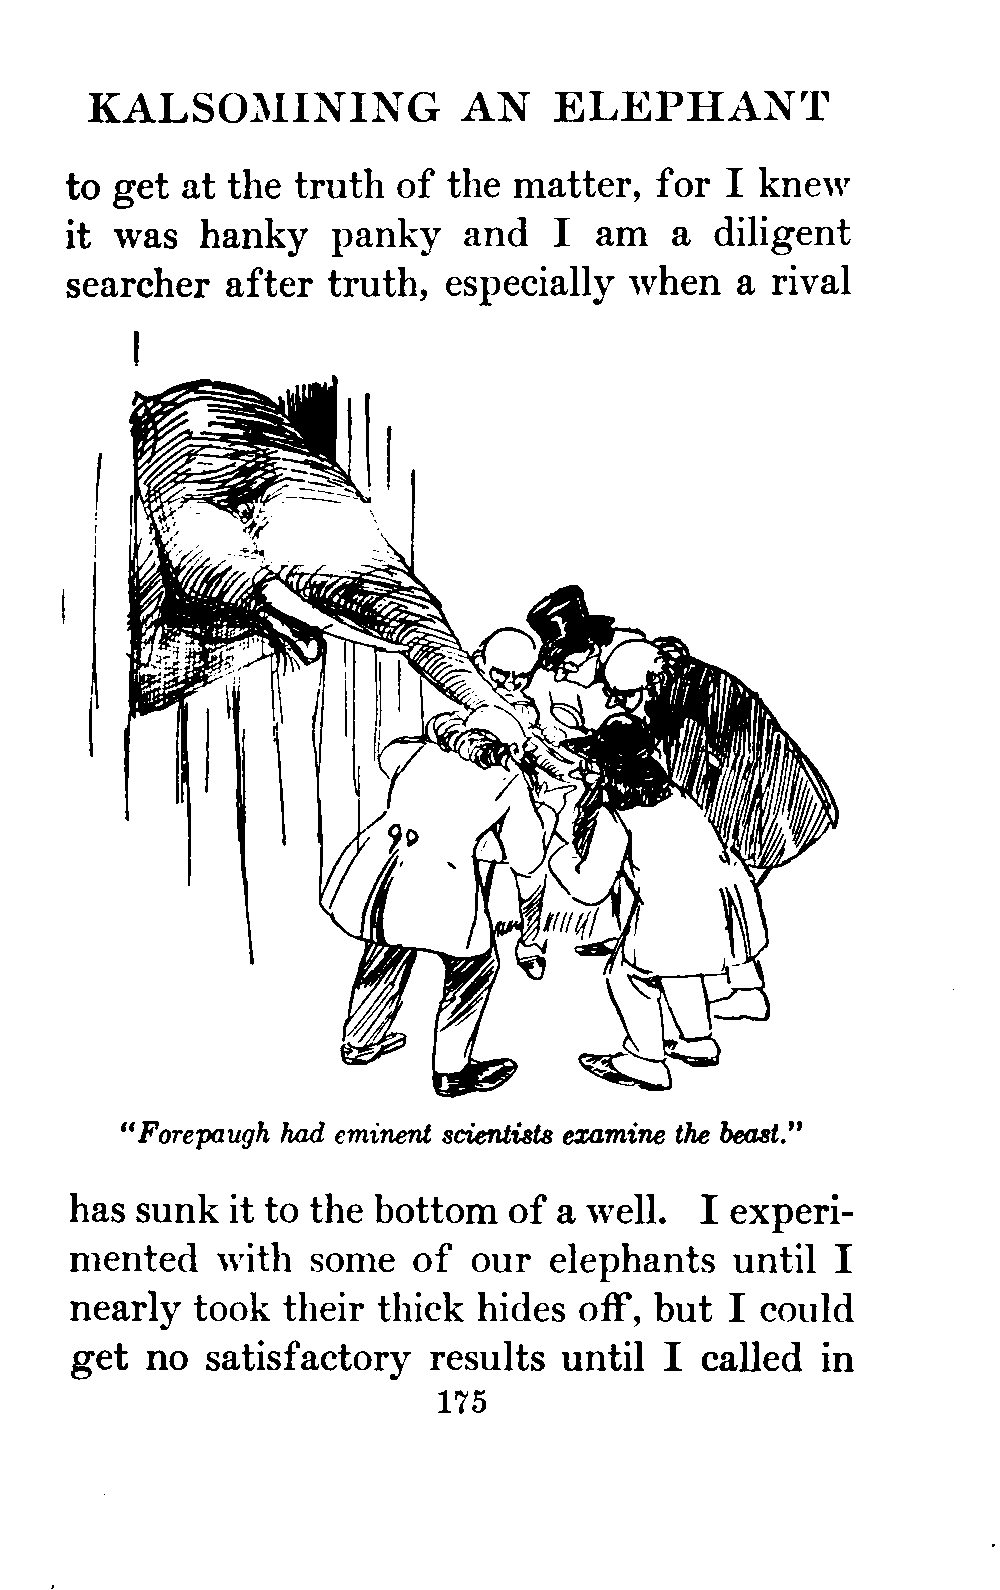 KALSOMINING AN ELEPHANT
to get at the truth of the matter, for I knew
it was hanky panky and I am a diligent
searcher after truth, especially when a rival
"Forepaugh had eminent scientists examine the beast."
has sunk it to the bottom of a well. I experi-
mented with some of our elephants until I
nearly took their thick hides off, but I could
get no satisfactory results until I called in
175